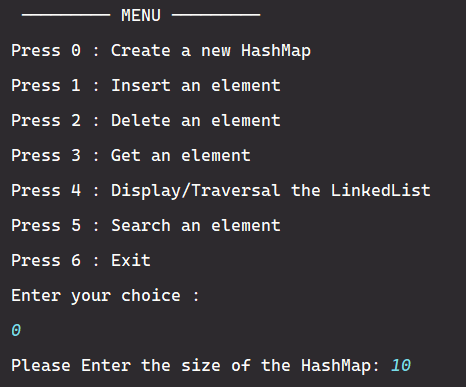 ───────── MENU ─────────
Press 0 : Create a new HashMap
Press 1 : Insert an element
Press 2 : Delete an element
Press 3 : Get an element
Press 4 : Display/Traversal the LinkedList
Press 5 : Search an element
Press 6 : Exit
Enter your choice :
0
Please Enter the size of the HashMap: 10